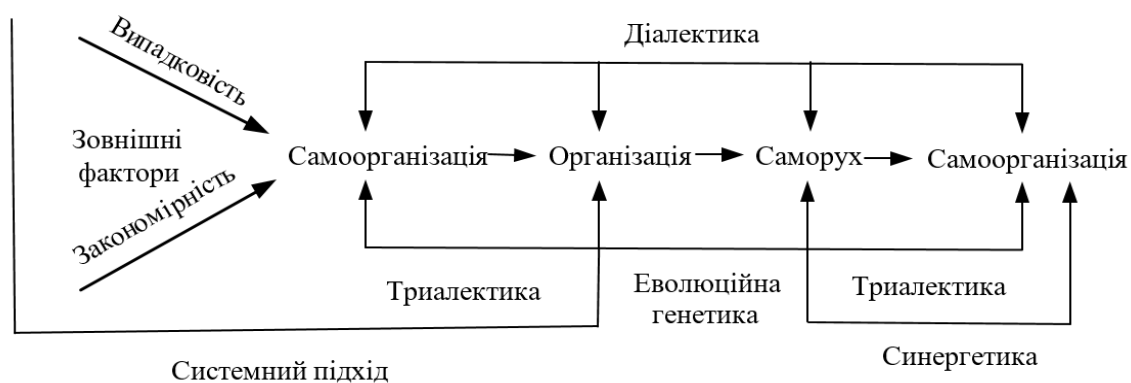 Діалектика
Випадковість
Зовнішні
фактори
Закономірність
Самоорганізація
Організація
Саморух
Самоорганізація
Триалектика
Еволюційна
генетика
Триалектика
Синергетика
Системний підхід